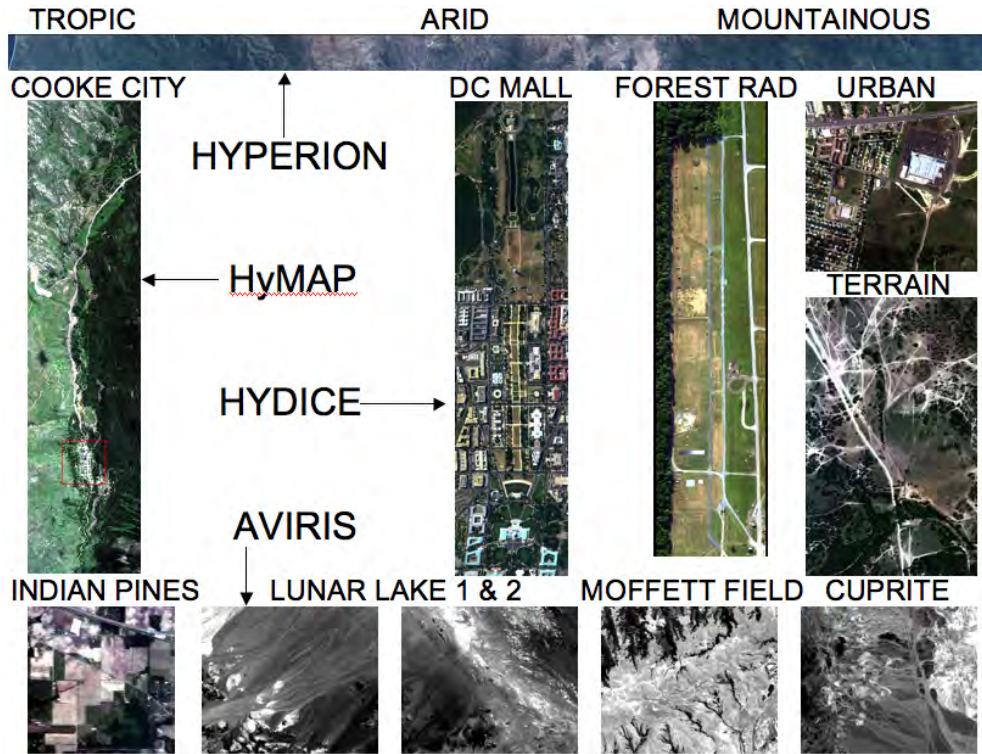 TROPIC ARID MOUNTAINOUS
COOKE CITY DC MALL FOREST RAD URBAN
HYPERION
HyMAP
TERRAIN
HYDICE
AVIRIS
INDIAN PINES LUNAR LAKE 1 & 2 MOFFETT FIELD CUPRITE